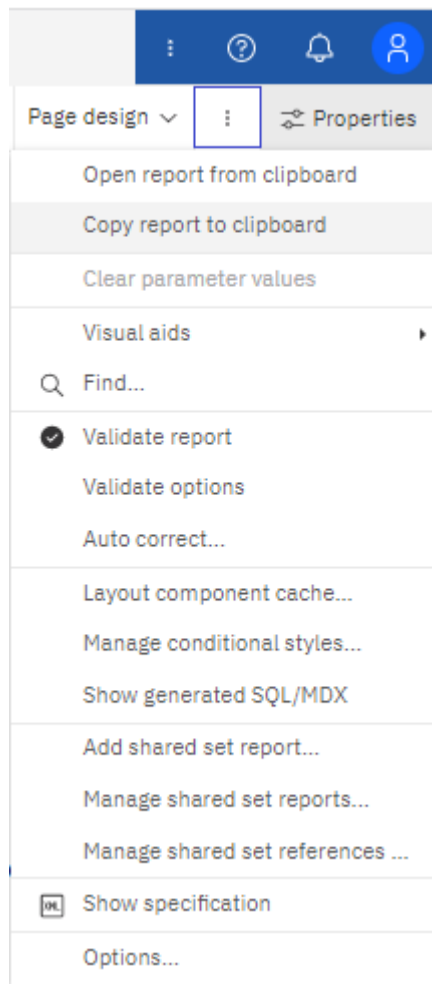 Page design
Properties
Open report from clipboard
Copy report to clipboard
Clear parameter values
Visual aids
Find...
Validate report
Validate options
Auto correct...
Layout component cache...
Manage conditional styles...
Show generated SQL/MDX
Add shared set report...
Manage shared set reports...
Manage shared set references ...
Show specification
Options...